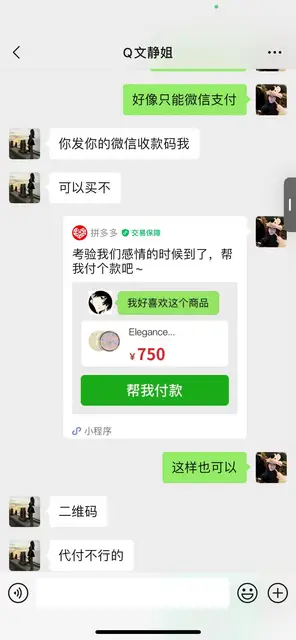 Q文静姐
好像只能微信支付
你发你的微信收款码我
可以买不
拼多多 交易保障
考验我们感情的时候到了，帮
我付个款吧～
我好喜欢这个商品
Elegance...
¥750
帮我付款
小程序
这样也可以
二维码
代付不行的